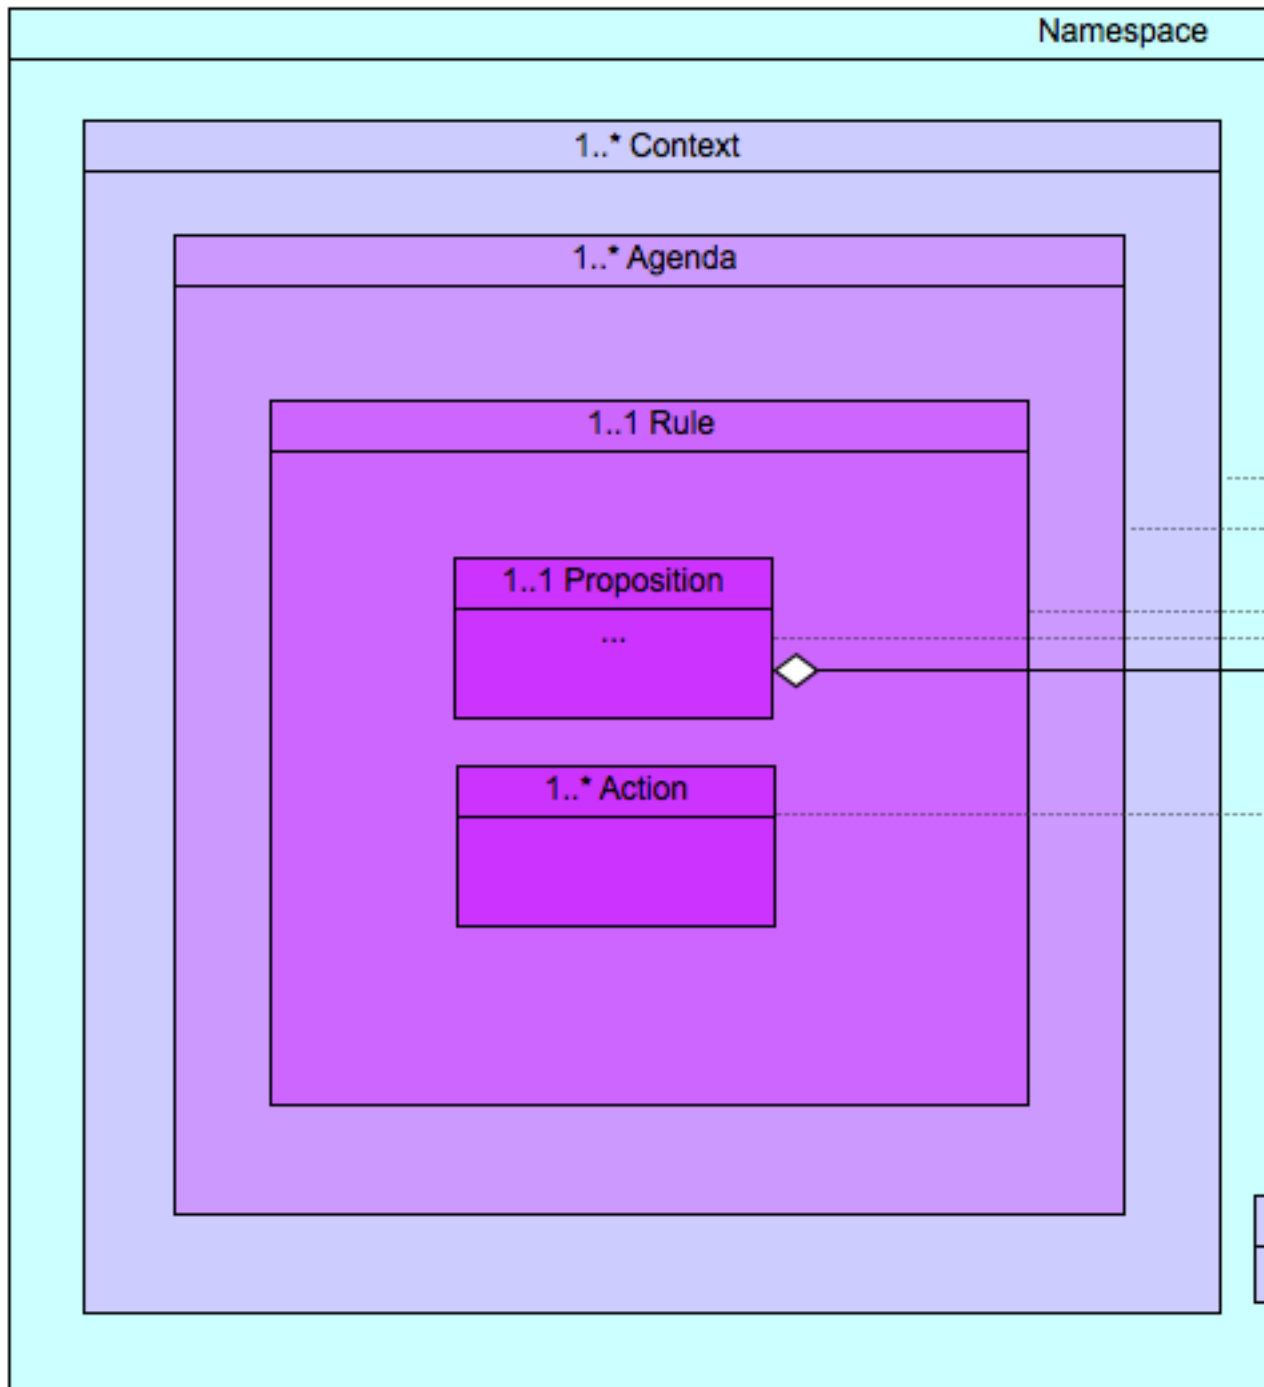 Namespace
1..* Context
1..* Agenda
1..1 Rule
1..1 Proposition
...
1..* Action